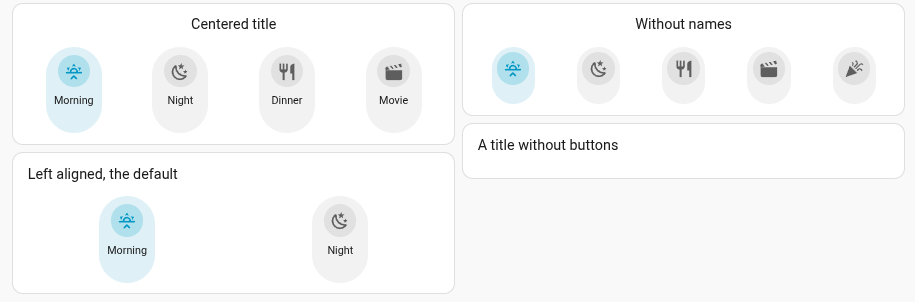 Centered title
Morning Night Dinner Movie
Left aligned, the default
Morning Night
Without names
A title without buttons